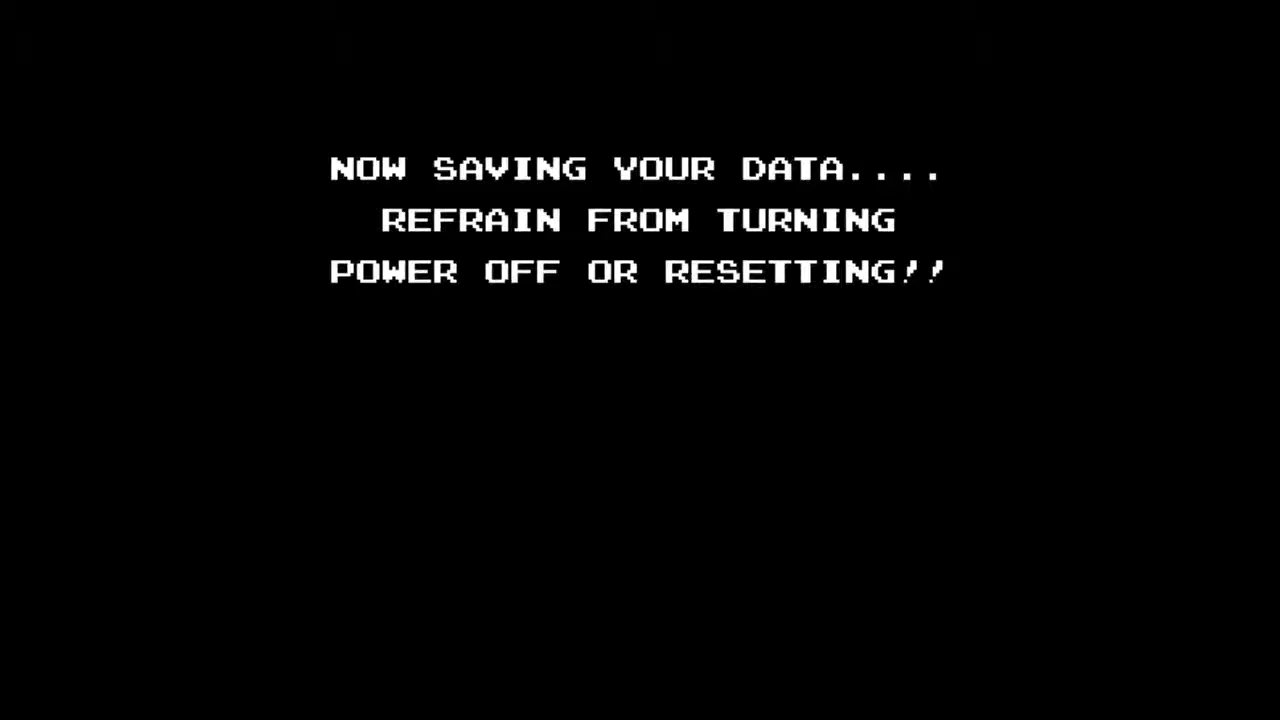 NOW SAVING YOUR DATA....
REFRAIN FROM TURNING
POWER OFF OR RESETTING!!